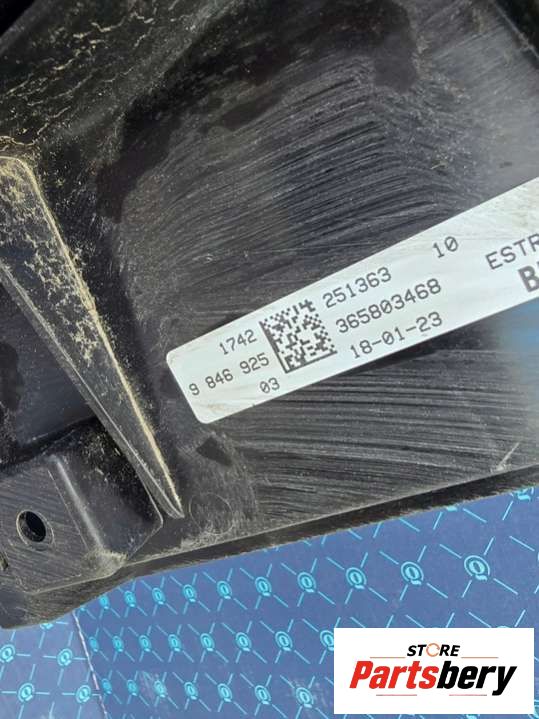 1742 251363 10 ESTR
9 846 925 365803468 B
03 18-01-23
STORE
Partsbery